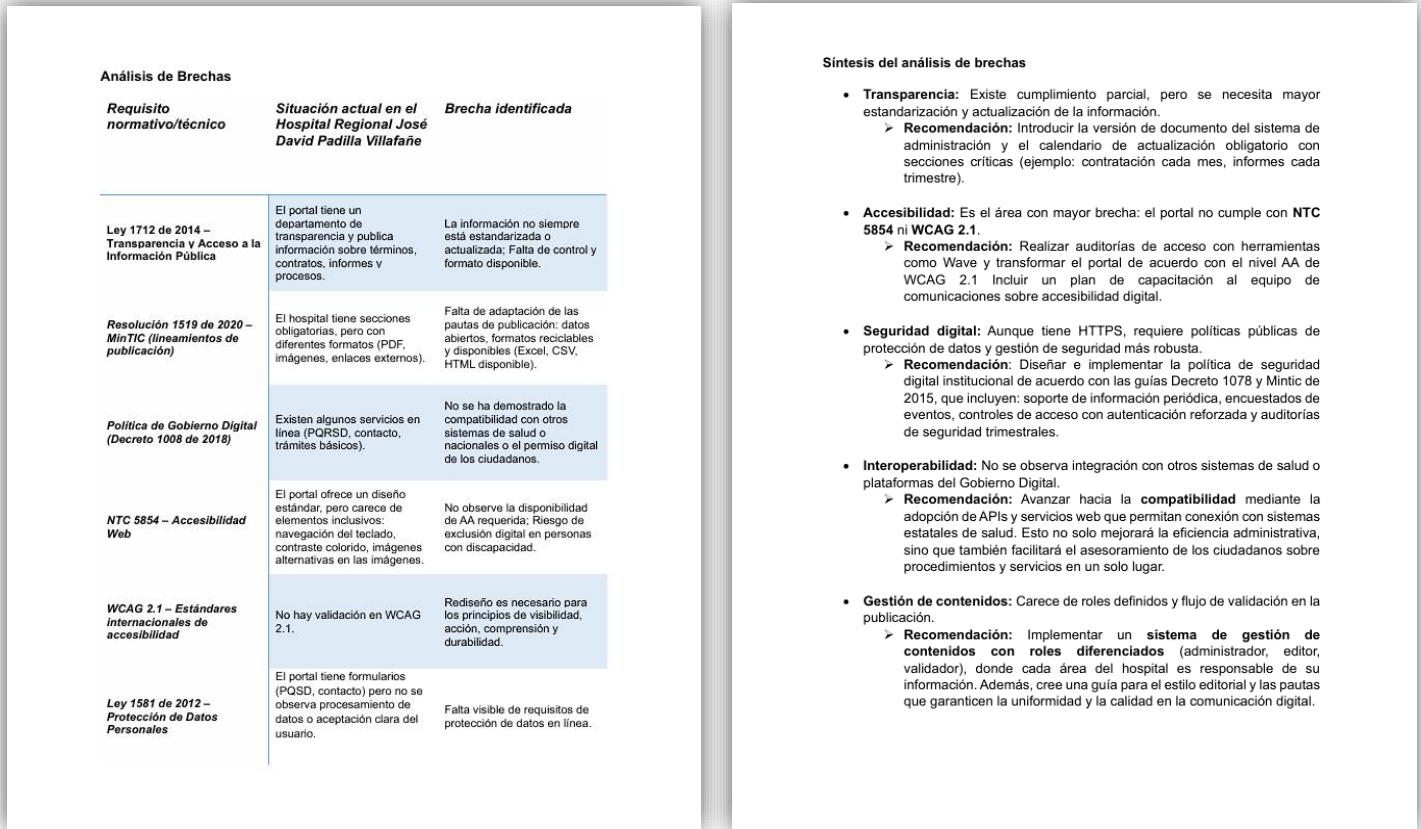 Análisis de Brechas
Requisito
normativo/técnico
Situación actual en el
Hospital Regional José
David Padilla Villafañe
Brecha identificada
Ley 1712 de 2014 –
Transparencia y Acceso a la
Información Pública
El portal tiene un
departamento de
transparencia y publica
información sobre términos,
contratos, informes y
procesos.
La información no siempre
está estandarizada o
actualizada; Falta de control y
formato disponible.
Resolución 1519 de 2020 –
MinTIC (lineamientos de
publicación)
El hospital tiene secciones
obligatorias, pero con
diferentes formatos (PDF,
imágenes, enlaces externos).
Falta de adaptación de las
pautas de publicación: datos
abiertos, formatos reciclables
y disponibles (Excel, CSV,
HTML disponible).
Política de Gobierno Digital
(Decreto 1008 de 2018)
Existen algunos servicios en
línea (PQRSD, contacto,
trámites básicos).
No se ha demostrado la
compatibilidad con otros
sistemas de salud o
nacionales o el permiso digital
de los ciudadanos.
NTC 5854 – Accesibilidad
Web
El portal ofrece un diseño
estándar, pero carece de
elementos inclusivos:
navegación del teclado,
contraste colorido, imágenes
alternativas en las imágenes.
No observe la disponibilidad
de AA requerida; Riesgo de
exclusión digital en personas
con discapacidad.
WCAG 2.1 – Estándares
internacionales de
accesibilidad
No hay validación en WCAG
2.1.
Rediseño es necesario para
los principios de visibilidad,
acción, comprensión y
durabilidad.
Ley 1581 de 2012 –
Protección de Datos
Personales
El portal tiene formularios
(PQSD, contacto) pero no se
observa procesamiento de
datos o aceptación clara del
usuario.
Falta visible de requisitos de
protección de datos en línea.
Síntesis del análisis de brechas
• Transparencia: Existe cumplimiento parcial, pero se necesita mayor
estandarización y actualización de la información.
➢ Recomendación: Introducir la versión de documento del sistema de
administración y el calendario de actualización obligatorio con
secciones críticas (ejemplo: contratación cada mes, informes cada
trimestre).
• Accesibilidad: Es el área con mayor brecha: el portal no cumple con NTC
5854 ni WCAG 2.1.
➢ Recomendación: Realizar auditorías de acceso con herramientas
como Wave y transformar el portal de acuerdo con el nivel AA de
WCAG 2.1 Incluir un plan de capacitación al equipo de
comunicaciones sobre accesibilidad digital.
• Seguridad digital: Aunque tiene HTTPS, requiere políticas públicas de
protección de datos y gestión de seguridad más robusta.
➢ Recomendación: Diseñar e implementar la política de seguridad
digital institucional de acuerdo con las guías Decreto 1078 y Mintic de
2015, que incluyen: soporte de información periódica, encuestados de
eventos, controles de acceso con autenticación reforzada y auditorías
de seguridad trimestrales.
• Interoperabilidad: No se observa integración con otros sistemas de salud o
plataformas del Gobierno Digital.
➢ Recomendación: Avanzar hacia la compatibilidad mediante la
adopción de APIs y servicios web que permitan conexión con sistemas
estatales de salud. Esto no solo mejorará la eficiencia administrativa,
sino que también facilitará el asesoramiento de los ciudadanos sobre
procedimientos y servicios en un solo lugar.
• Gestión de contenidos: Carece de roles definidos y flujo de validación en la
publicación.
➢ Recomendación: Implementar un sistema de gestión de
contenidos con roles diferenciados (administrador, editor,
validador), donde cada área del hospital es responsable de su
información. Además, cree una guía para el estilo editorial y las pautas
que garanticen la uniformidad y la calidad en la comunicación digital.